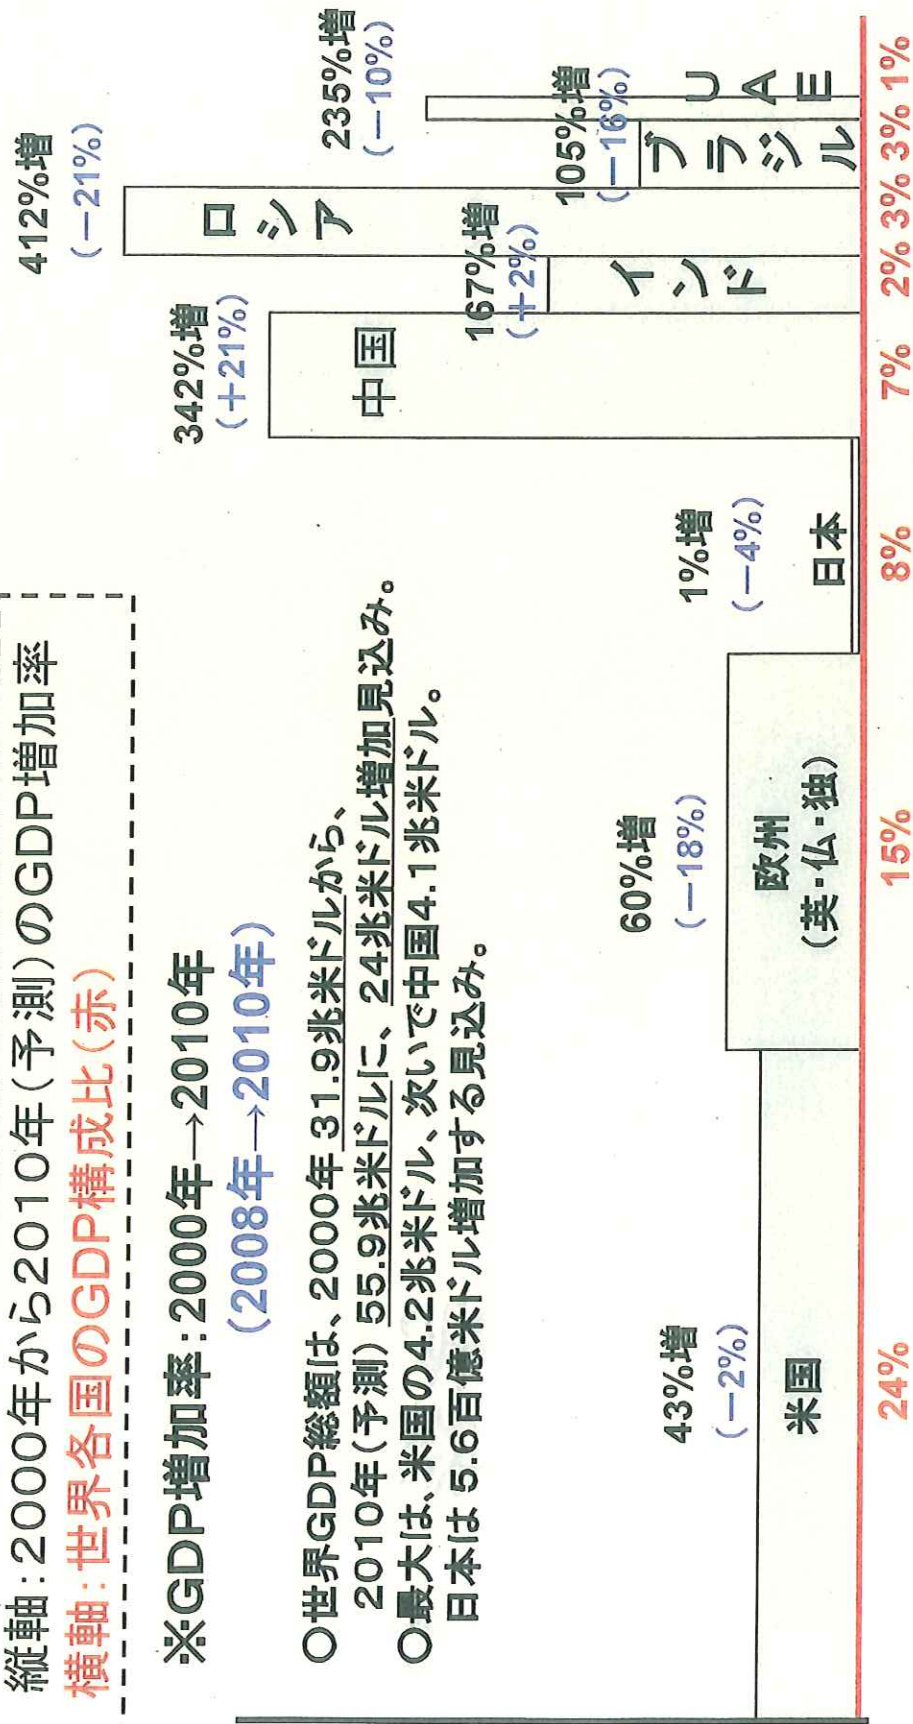 縦軸:2000年から2010年(予測)のGDP増加率
横軸:世界各国のGDP構成比(赤)
※GDP増加率:2000年→2010年
(2008年→2010年)
○世界GDP総額は、2000年 31.9兆米ドルから、
2010年(予測) 55.9兆米ドルに、24兆米ドル増加見込み。
○最大は、米国の4.2兆米ドル、次いで中国4.1兆米ドル。
日本は 5.6百億米ドル増加する見込み。
43%増
(-2%)
米国
60%増
(-18%)
欧州
(英・仏・独)
1%増
(-4%)
日本
342%増
(+21%)
中国
167%増
(+2%)
インド
412%増
(-21%)
ロシア
105%増
(-16%)
ブラジル
235%増
(-10%)
UAE
24% 15% 8% 7% 2% 3% 3% 1%